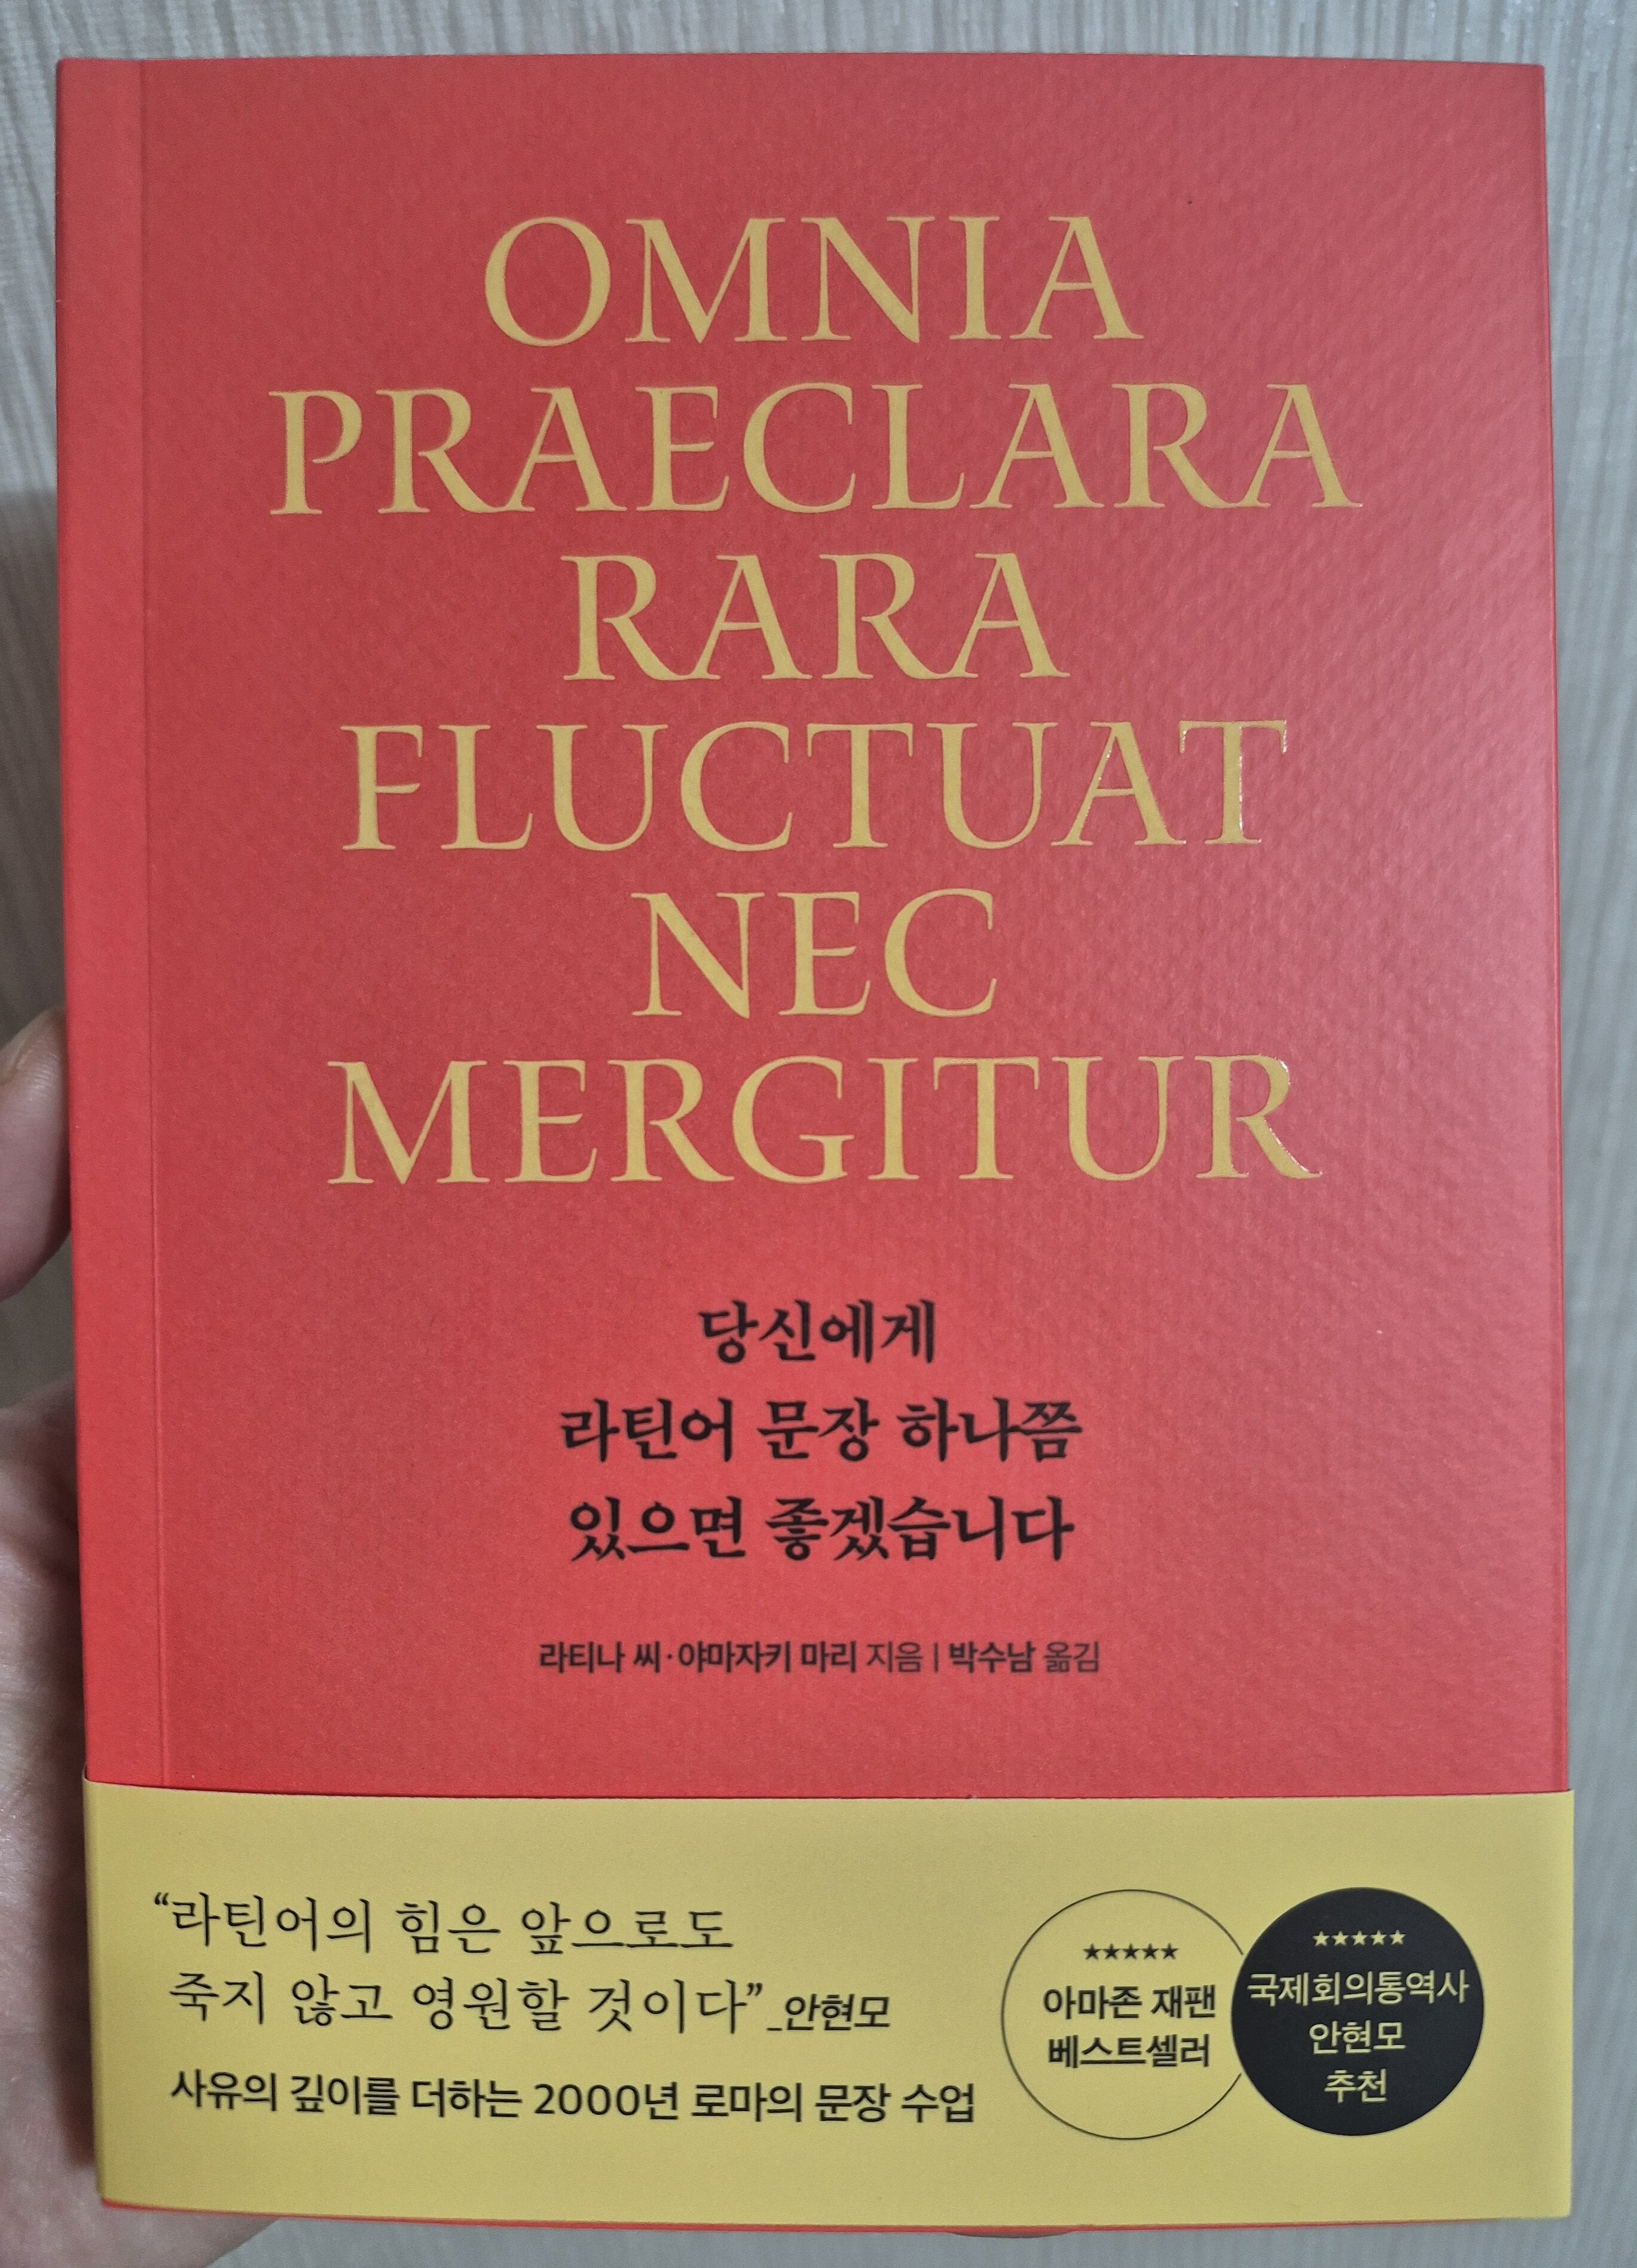 OMNIA
PRAECLARA
RARA
FLUCTUAT
NEC
MERGITUR
당신에게
라틴어 문장 하나쯤
있으면 좋겠습니다
라티나 씨·야마자키 마리 지음 | 박수남 옮김
“라틴어의 힘은 앞으로도
죽지 않고 영원할 것이다”_안현모
사유의 깊이를 더하는 2000년 로마의 문장 수업
★★★★★
아마존 재팬
베스트셀러
★★★★★
국제회의통역사
안현모
추천